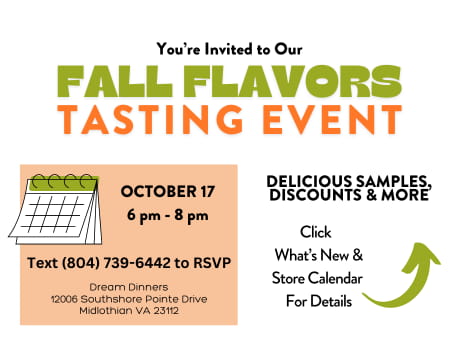 You're Invited to Our
FALL FLAVORS
TASTING EVENT
OCTOBER 17
6 pm - 8 pm
Text (804) 739-6442 to RSVP
Dream Dinners
12006 Southshore Pointe Drive
Midlothian VA 23112
DELICIOUS SAMPLES,
DISCOUNTS & MORE
Click
What's New &
Store Calendar
For Details